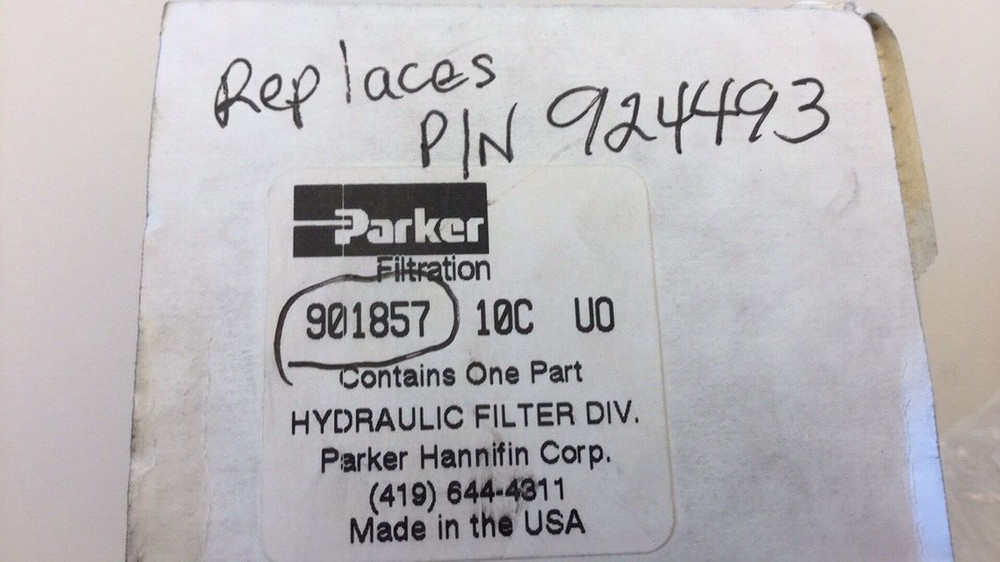 Replaces
P/N 924493
Parker
Filtration
901857 10C UO
Contains One Part
HYDRAULIC FILTER DIV.
Parker Hannifin Corp.
(419) 644-4311
Made in the USA